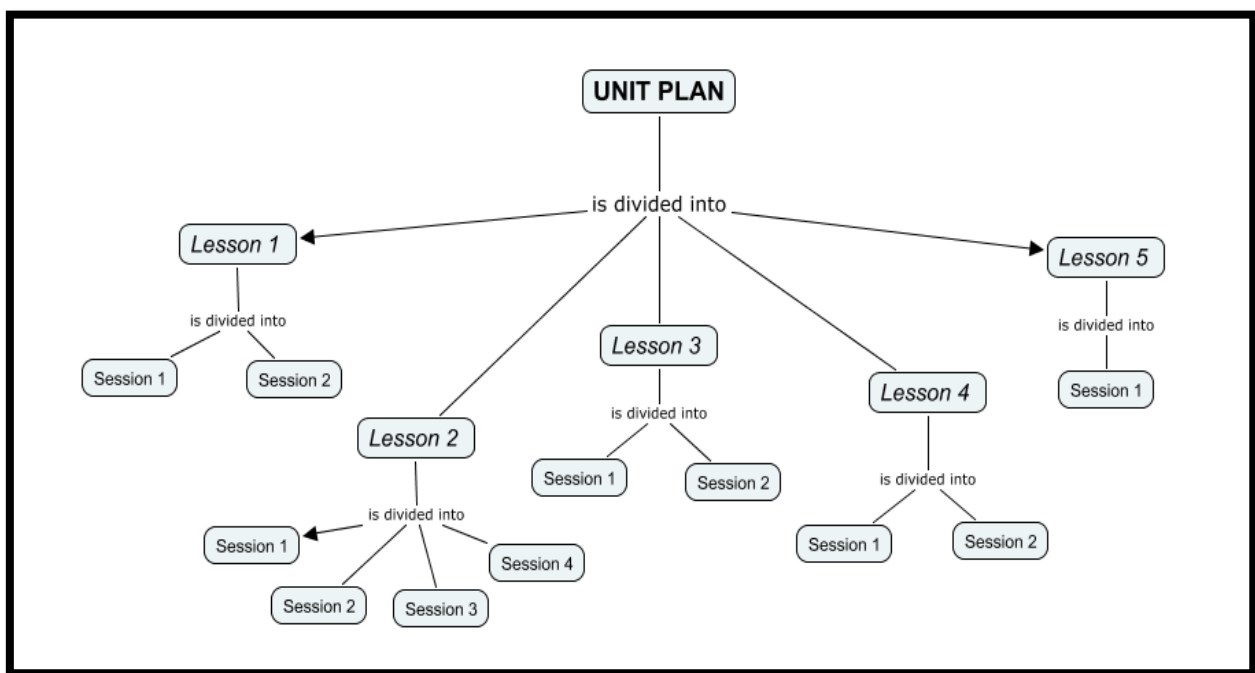 UNIT PLAN
is divided into
Lesson 1
is divided into
Session 1
Session 2
Lesson 2
is divided into
Session 1
Session 2
Session 3
Session 4
Lesson 3
is divided into
Session 1
Session 2
Lesson 4
is divided into
Session 1
Session 2
Lesson 5
is divided into
Session 1